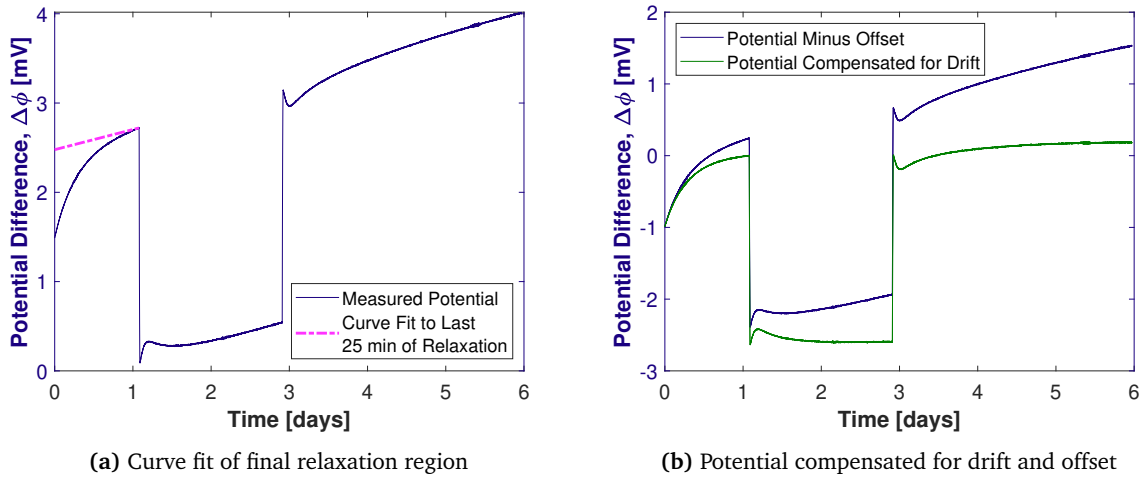 4
3
2
1
0
Potential Difference, Δϕ [mV]
Measured Potential
Curve Fit to Last
25 min of Relaxation
0 1 2 3 4 5 6
Time [days]
(a) Curve fit of final relaxation region
2
1
0
-1
-2
-3
Potential Difference, Δϕ [mV]
Potential Minus Offset
Potential Compensated for Drift
0 1 2 3 4 5 6
Time [days]
(b) Potential compensated for drift and offset